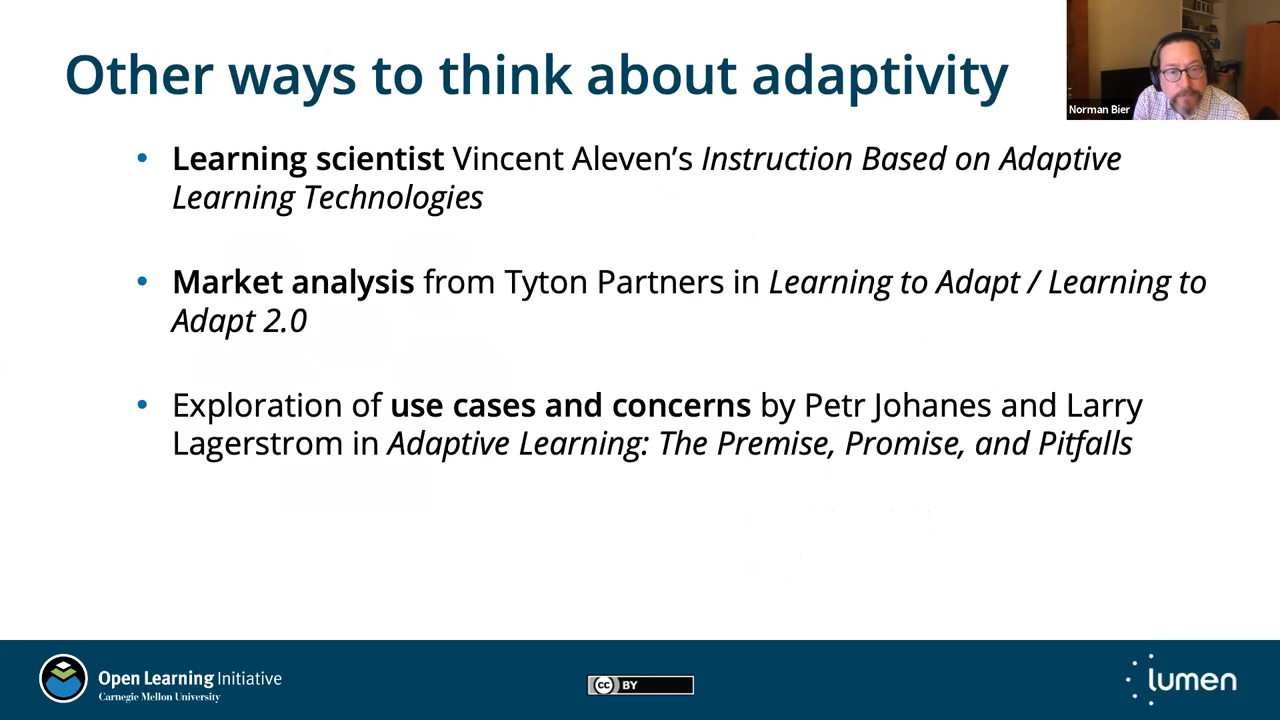 Other ways to think about adaptivity
Norman Bier
• Learning scientist Vincent Aleven’s Instruction Based on Adaptive
Learning Technologies
• Market analysis from Tyton Partners in Learning to Adapt / Learning to
Adapt 2.0
• Exploration of use cases and concerns by Petr Johanes and Larry
Lagerstrom in Adaptive Learning: The Premise, Promise, and Pitfalls
Open Learning Initiative
Carnegie Mellon University
cc BY
lumen